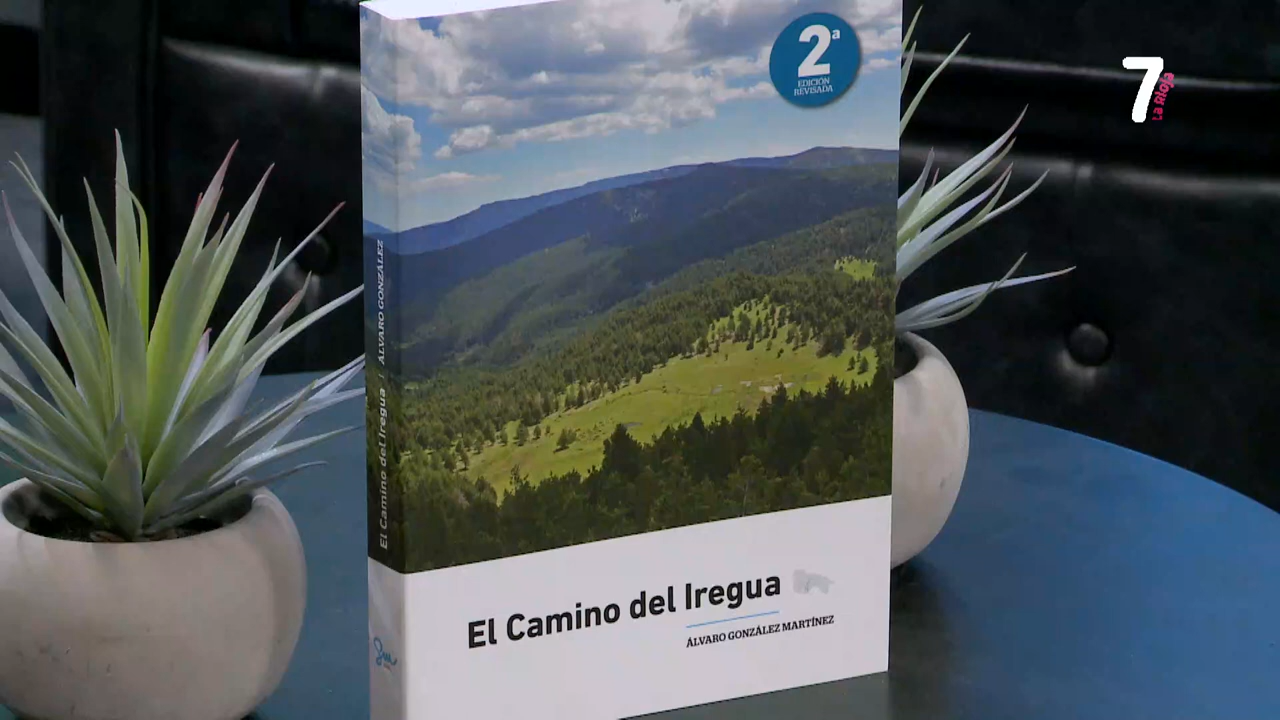 2ª
EDICIÓN
REVISADA
7
La Rioja
El Camino del Iregua / ÁLVARO GONZÁLEZ
El Camino del Iregua
ÁLVARO GONZÁLEZ MARTÍNEZ
Sua